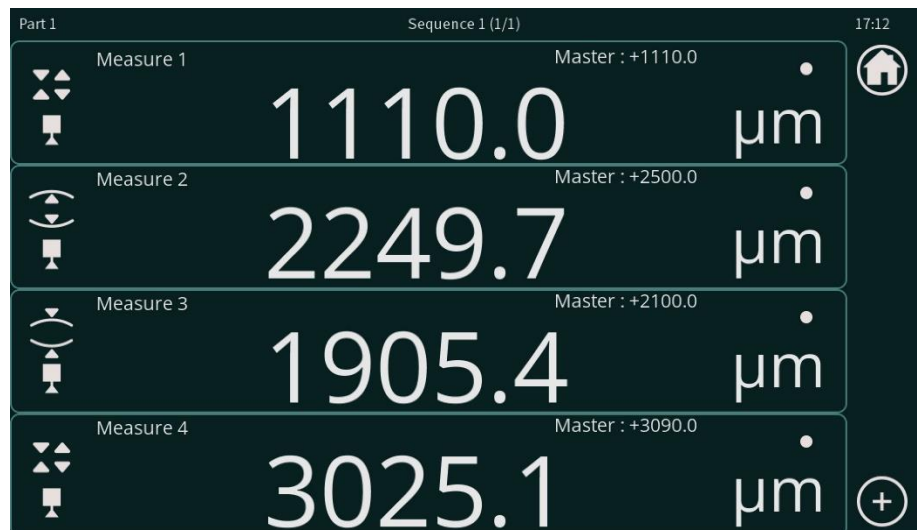 Part 1 Sequence 1 (1/1) 17:12
Measure 1 Master : +1110.0
1110.0 µm
Measure 2 Master : +2500.0
2249.7 µm
Measure 3 Master : +2100.0
1905.4 µm
Measure 4 Master : +3090.0
3025.1 µm